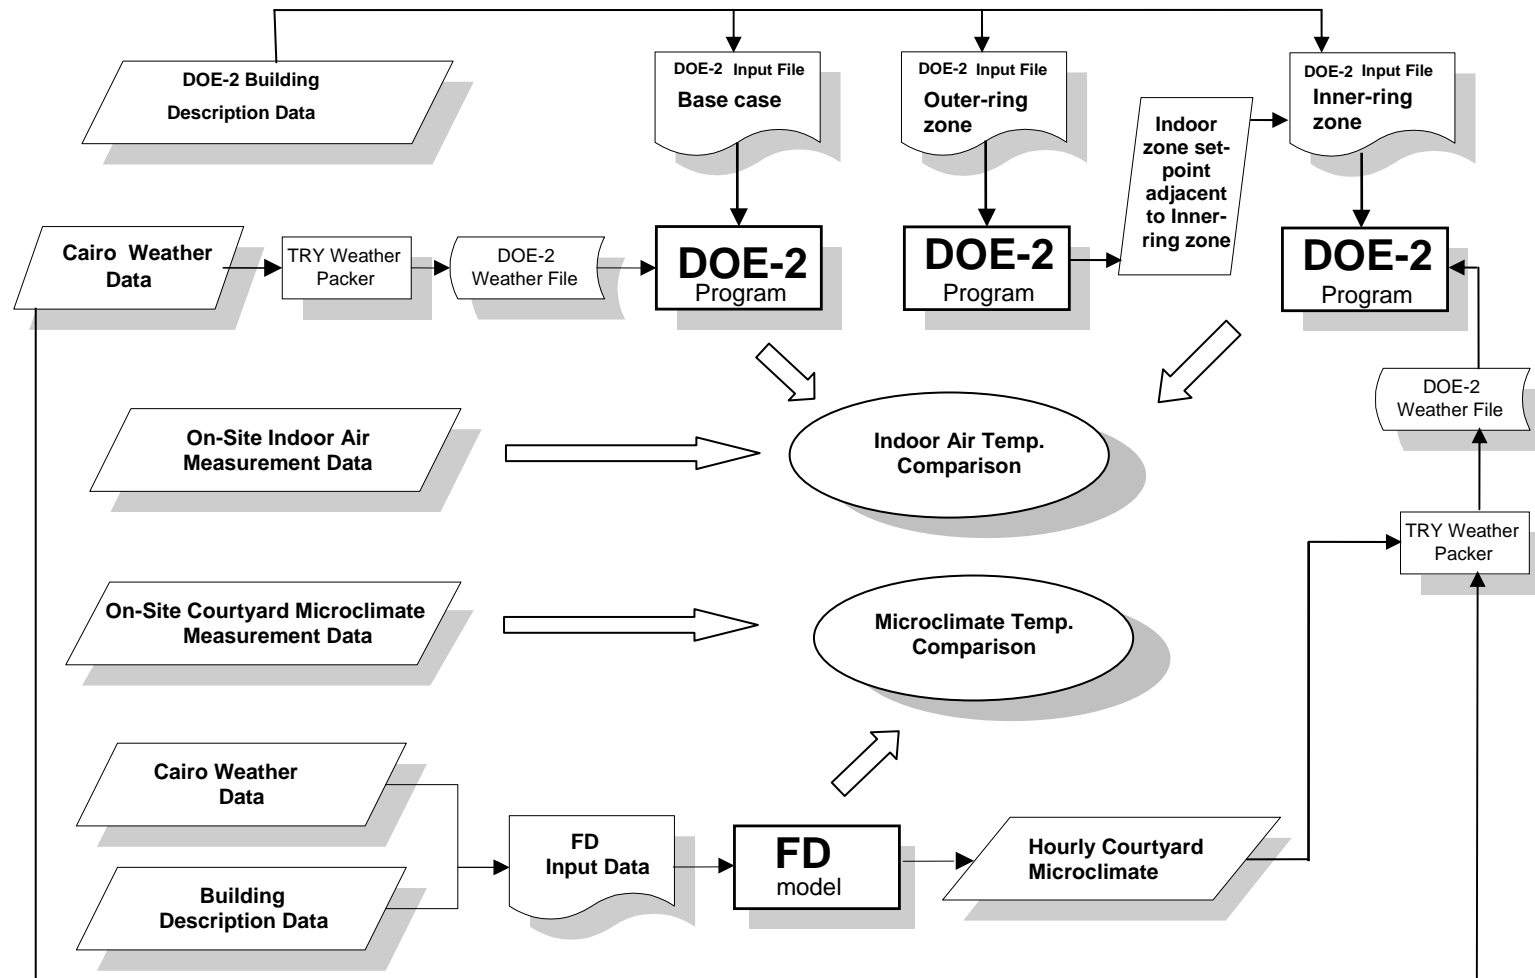 DOE-2 Building
Description Data
DOE-2 Input File
Base case
DOE-2 Input File
Outer-ring
zone
Indoor
zone set-
point
adjacent
to Inner-
ring zone
DOE-2 Input File
Inner-ring
zone
Cairo Weather
Data
TRY Weather
Packer
DOE-2
Weather File
DOE-2
Program
DOE-2
Program
DOE-2
Program
DOE-2
Weather File
On-Site Indoor Air
Measurement Data
Indoor Air Temp.
Comparison
TRY Weather
Packer
On-Site Courtyard Microclimate
Measurement Data
Microclimate Temp.
Comparison
Cairo Weather
Data
Building
Description Data
FD
Input Data
FD
model
Hourly Courtyard
Microclimate